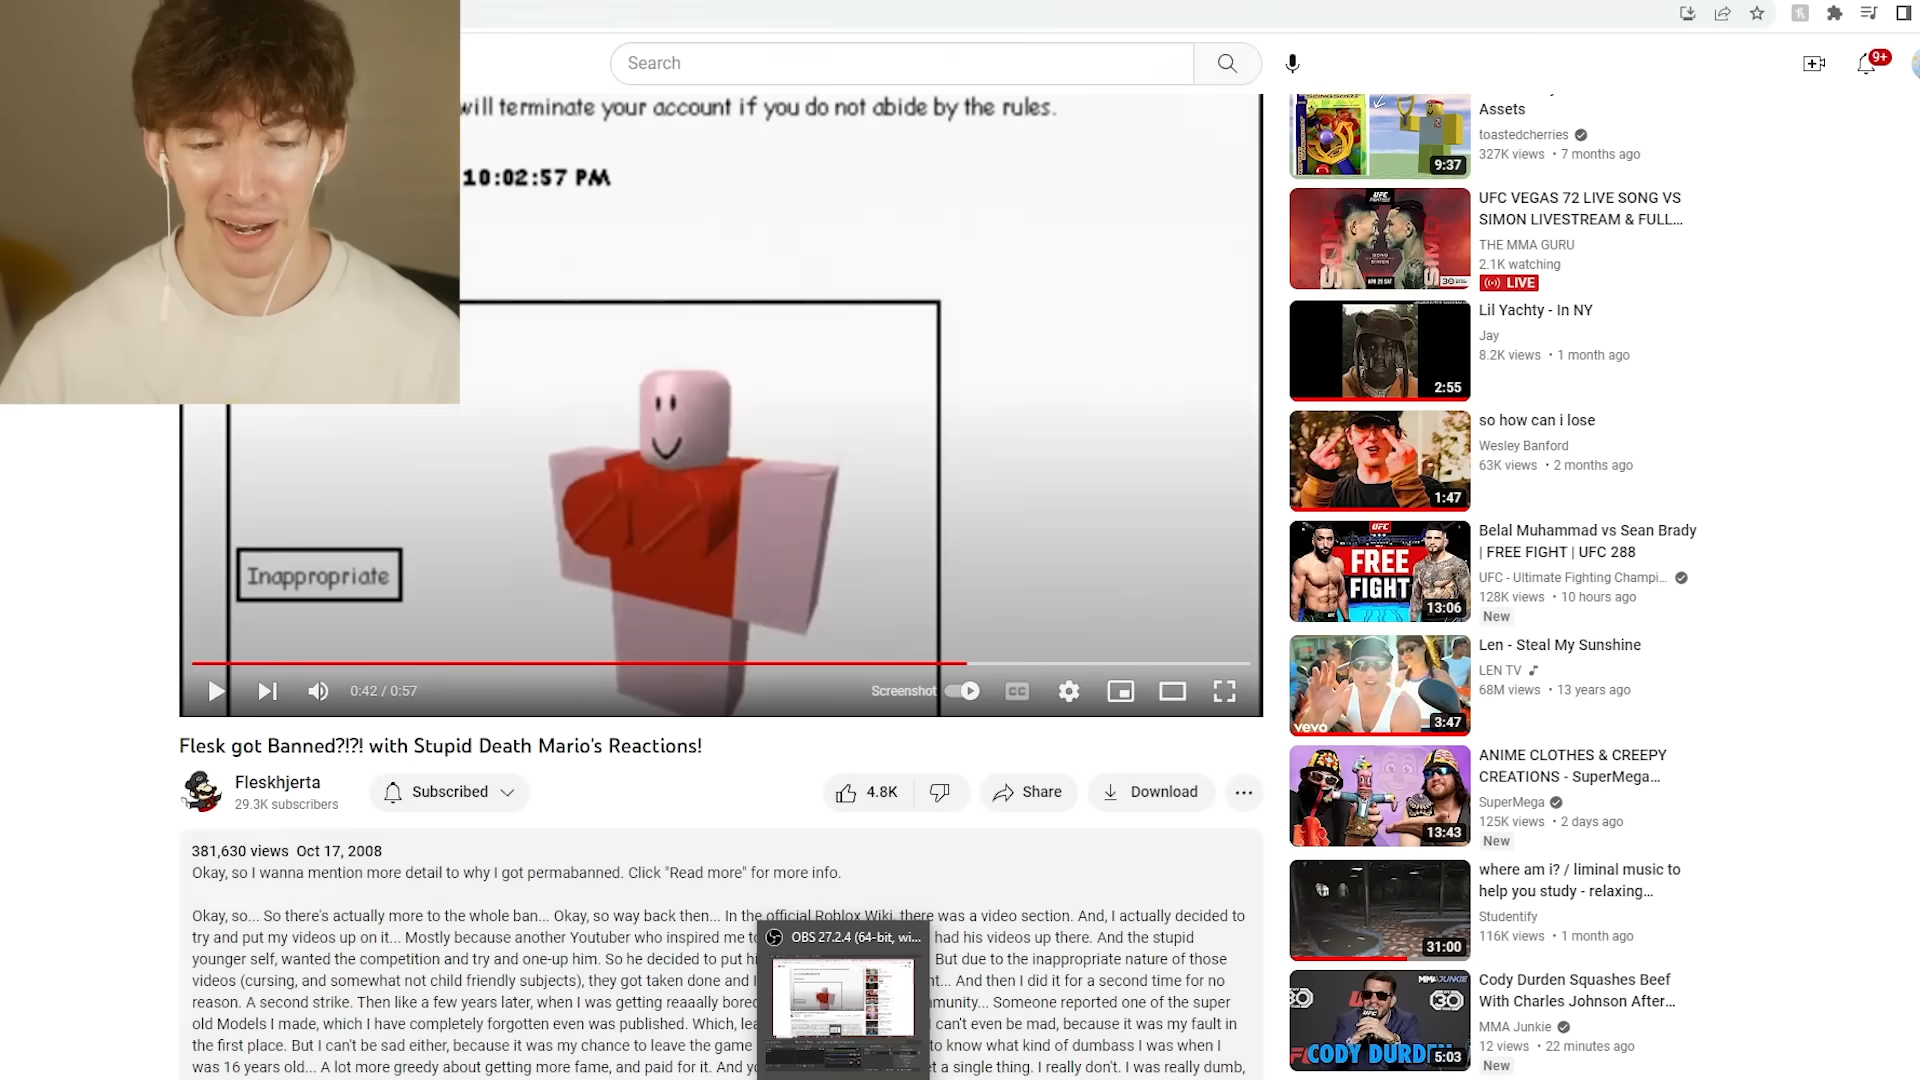 Search
9+
will terminate your account if you do not abide by the rules.
10:02:57 PM
Inappropriate
0:42 / 0:57
Screenshot
CC
Flesk got Banned?!?! with Stupid Death Mario's Reactions!
Fleskhjerta
29.3K subscribers
Subscribed
4.8K
Share
Download
381,630 views Oct 17, 2008
Okay, so I wanna mention more detail to why I got permabanned. Click "Read more" for more info.
Okay, so... So there's actually more to the whole ban... Okay, so way back then... In the official Roblox Wiki, there was a video section. And, I actually decided to
try and put my videos up on it... Mostly because another Youtuber who inspired me to had his videos up there. And the stupid
younger self, wanted the competition and try and one-up him. So he decided to put hi But due to the inappropriate nature of those
videos (cursing, and somewhat not child friendly subjects), they got taken done and I nt... And then I did it for a second time for no
reason. A second strike. Then like a few years later, when I was getting reaaally bored mmunity... Someone reported one of the super
old Models I made, which I have completely forgotten even was published. Which, lea I can't even be mad, because it was my fault in
the first place. But I can't be sad either, because it was my chance to leave the game to know what kind of dumbass I was when I
was 16 years old... A lot more greedy about getting more fame, and paid for it. And yo et a single thing. I really don't. I was really dumb,
OBS 27.2.4 (64-bit, wi...
Assets
toastedcherries
327K views • 7 months ago
9:37
UFC VEGAS 72 LIVE SONG VS
SIMON LIVESTREAM & FULL...
THE MMA GURU
2.1K watching
LIVE
Lil Yachty - In NY
Jay
8.2K views • 1 month ago
2:55
so how can i lose
Wesley Banford
63K views • 2 months ago
1:47
Belal Muhammad vs Sean Brady
| FREE FIGHT | UFC 288
UFC - Ultimate Fighting Champi...
128K views • 10 hours ago
New
UFC
FREE
FIGHT
13:06
Len - Steal My Sunshine
LEN TV
68M views • 13 years ago
vevo
3:47
ANIME CLOTHES & CREEPY
CREATIONS - SuperMega...
SuperMega
125K views • 2 days ago
New
13:43
where am i? / liminal music to
help you study - relaxing...
Studentify
116K views • 1 month ago
31:00
Cody Durden Squashes Beef
With Charles Johnson After...
MMA Junkie
12 views • 22 minutes ago
New
CODY DURDEN
5:03